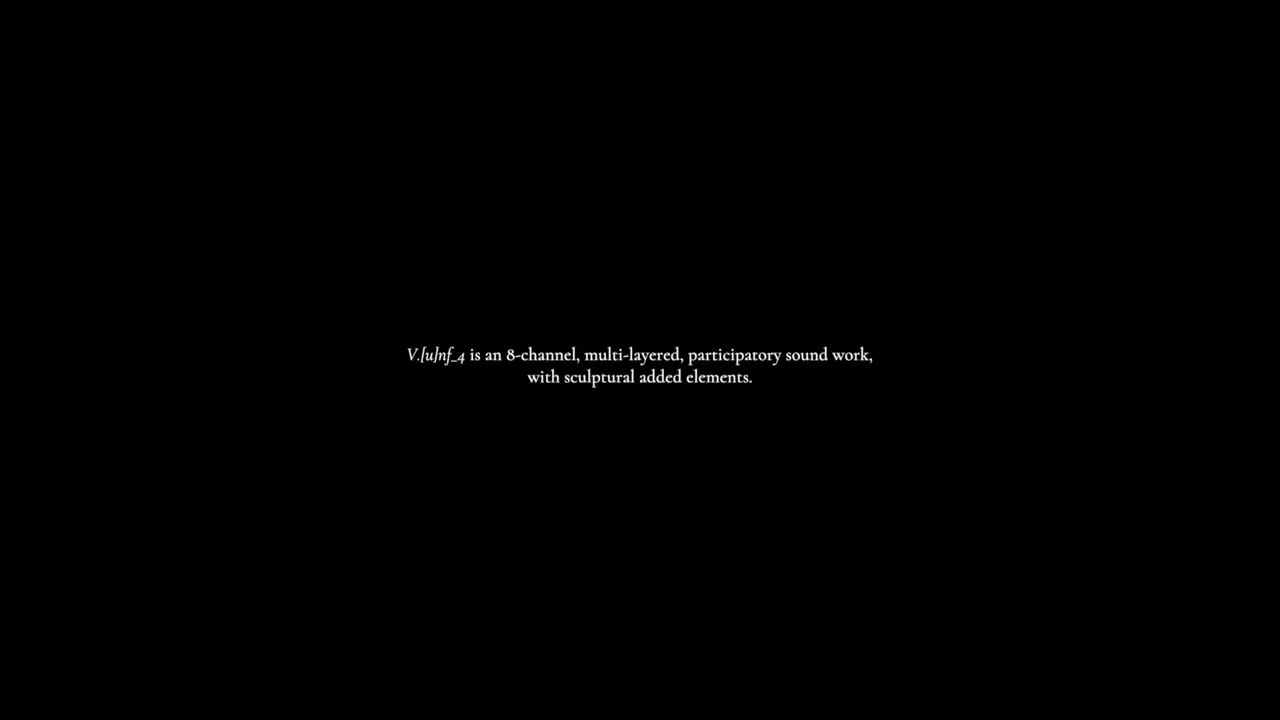 V.[u]nf_4 is an 8-channel, multi-layered, participatory sound work,
with sculptural added elements.